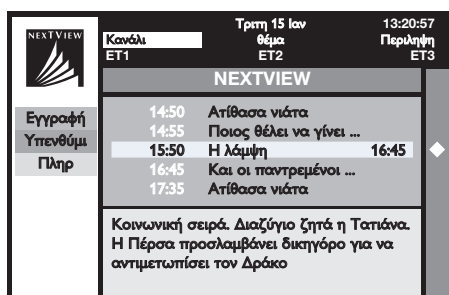 NEXTVIEW
Τριτη 15 Ιαν 13:20:57
Κανάλι θέμα Περιληψη
ET1 ET2 ET3
NEXTVIEW
Εγγραφή
Υπενθύμι
Πληρ
14:50 Ατίθασα νιάτα
14:55 Ποιος θέλει να γίνει ...
15:50 Η λάμψη 16:45
16:45 Και οι παντρεμένοι ...
17:35 Ατίθασα νιάτα
Κοινωνική σειρά. Διαζύγιο ζητά η Τατιάνα.
Η Πέρσα προσλαμβάνει δικηγόρο για να
αντιμετωπίσει τον Δράκο